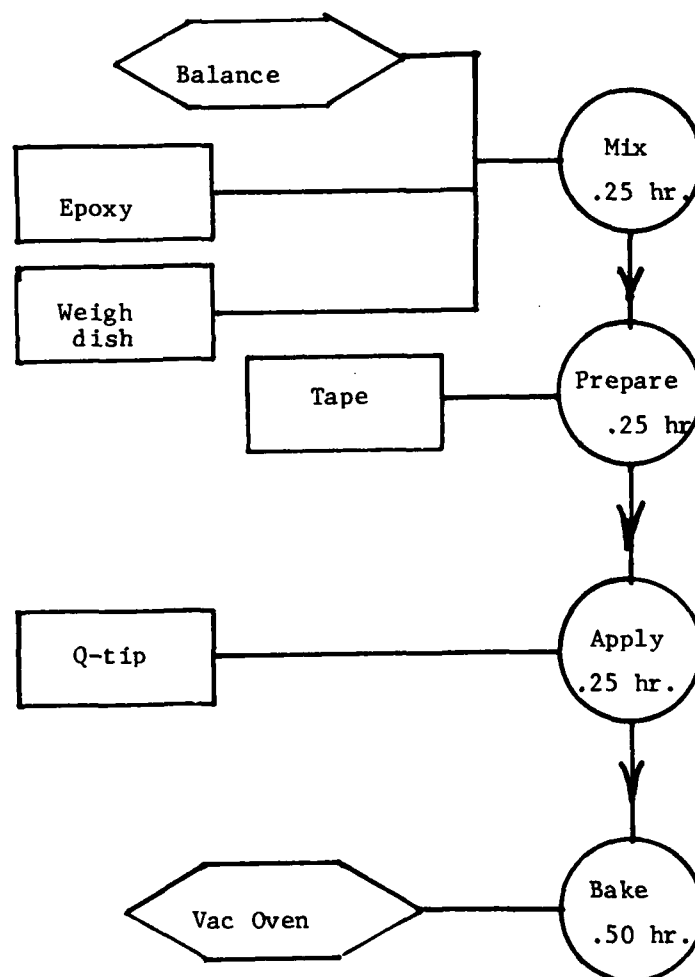 Balance
Mix
.25 hr.
Epoxy
Weigh
dish
Prepare
.25 hr
Tape
Apply
.25 hr.
Q-tip
Bake
.50 hr.
Vac Oven